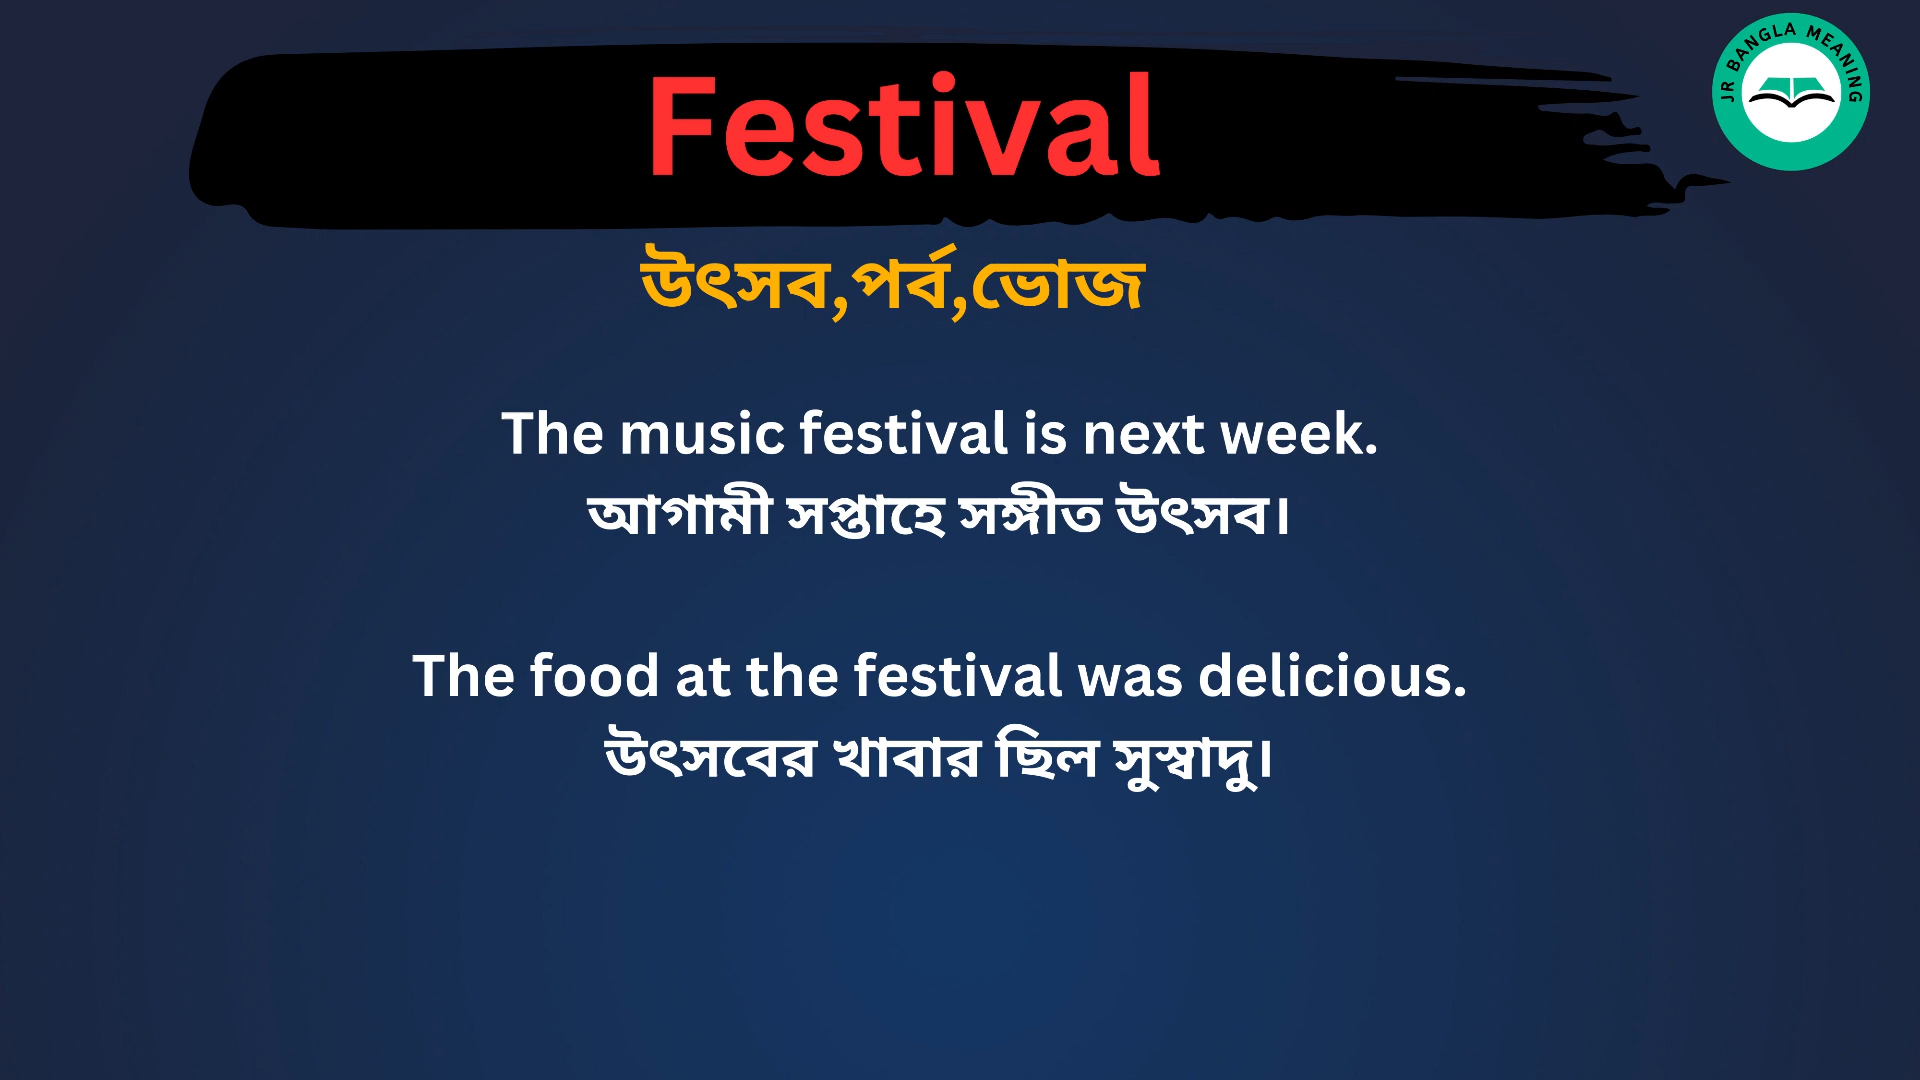 Festival
JR BANGLA MEANING
উৎসব,পর্ব,ভোজ
The music festival is next week.
আগামী সপ্তাহে সঙ্গীত উৎসব।
The food at the festival was delicious.
উৎসবের খাবার ছিল সুস্বাদু।